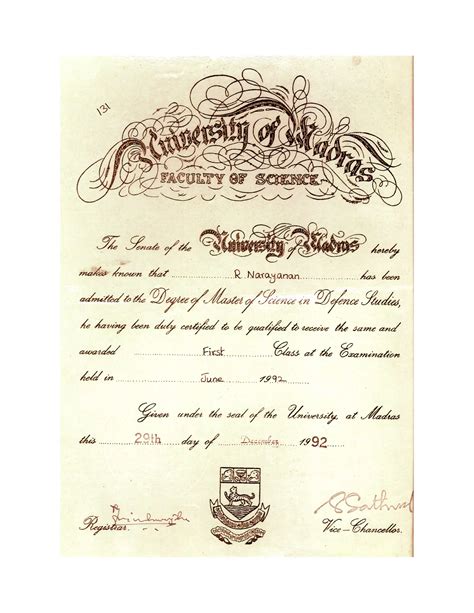 131
University of Madras
FACULTY OF SCIENCE
The Senate of the University of Madras hereby
makes known that R Narayanan has been
admitted to the Degree of Master of Science in Defence Studies,
he having been duly certified to be qualified to receive the same and
awarded First Class at the Examination
held in June 1992
Given under the seal of the University, at Madras
this 29th day of December 1992
Registrar.
Vice-Chancellor.